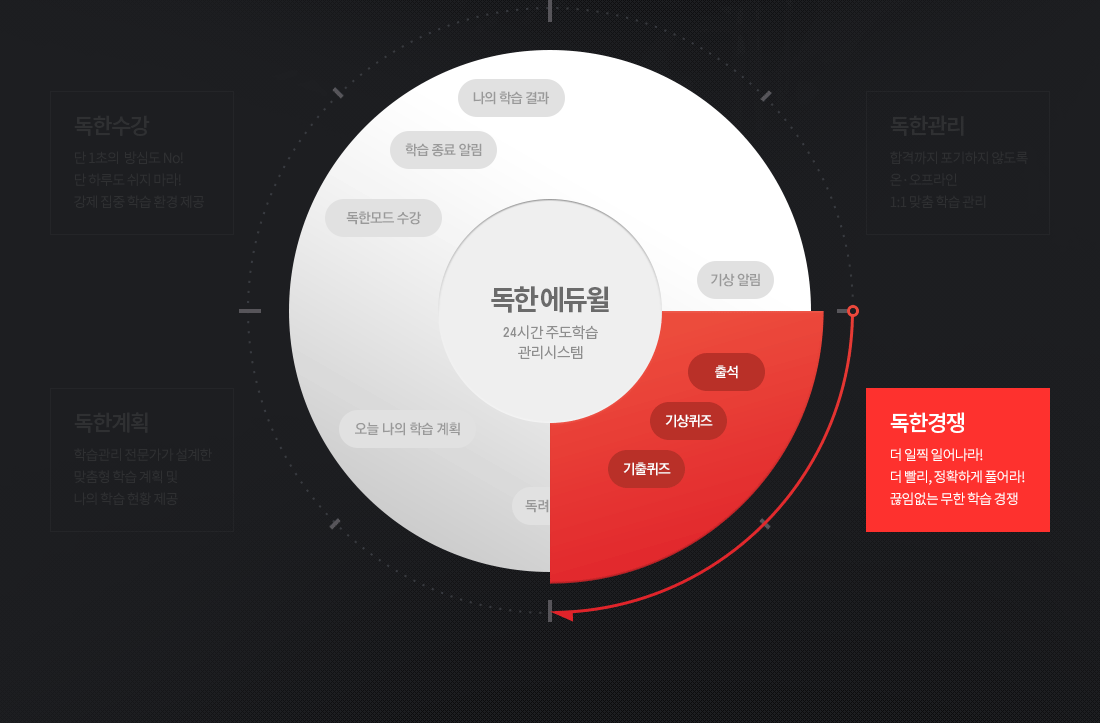 나의 학습 결과
학습 종료 알림
독한모드 수강
기상 알림
독한에듀윌
24시간 주도학습
관리시스템
출석
기상퀴즈
기출퀴즈
오늘 나의 학습 계획
독려
독한수강
단 1초의 방심도 No!
단 하루도 쉬지 마라!
강제 집중 학습 환경 제공
독한관리
합격까지 포기하지 않도록
온·오프라인
1:1 맞춤 학습 관리
독한계획
학습관리 전문가가 설계한
맞춤형 학습 계획 및
나의 학습 현황 제공
독한경쟁
더 일찍 일어나라!
더 빨리, 정확하게 풀어라!
끊임없는 무한 학습 경쟁